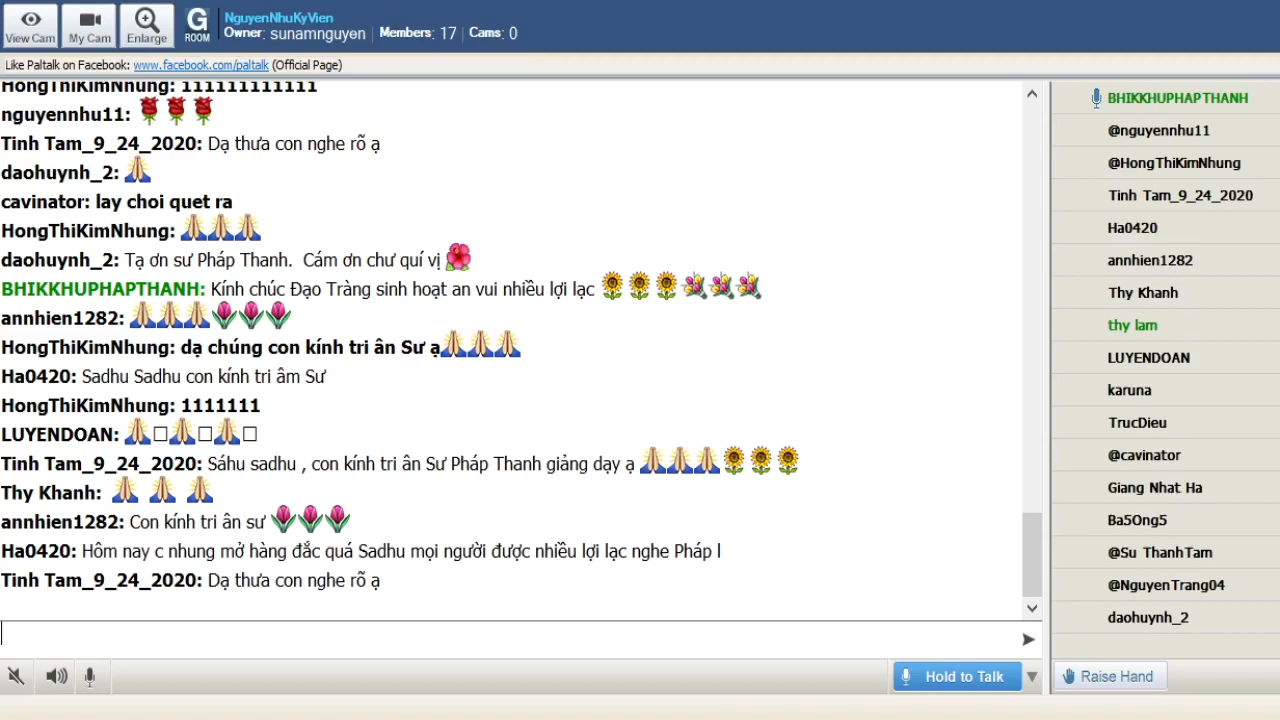 View Cam
My Cam
Enlarge
G
ROOM
NguyenNhuKyVien
Owner: sunamnguyen | Members: 17 | Cams: 0
Like Paltalk on Facebook: www.facebook.com/paltalk (Official Page)
HongThiKimNhung: 111111111111
nguyennhu11:
Tinh Tam_9_24_2020: Dạ thưa con nghe rõ ạ
daohuynh_2:
cavinator: lay choi quet ra
HongThiKimNhung:
daohuynh_2: Tạ ơn sư Pháp Thanh. Cám ơn chư quí vị
BHIKKHUPHAPTHANH: Kính chúc Đạo Tràng sinh hoạt an vui nhiều lợi lạc
annhien1282:
HongThiKimNhung: dạ chúng con kính tri ân Sư ạ
Ha0420: Sadhu Sadhu con kính tri âm Sư
HongThiKimNhung: 1111111
LUYENDOAN:
Tinh Tam_9_24_2020: Sáhu sadhu , con kính tri ân Sư Pháp Thanh giảng dạy ạ
Thy Khanh:
annhien1282: Con kính tri ân sư
Ha0420: Hôm nay c nhung mở hàng đắc quá Sadhu mọi người được nhiều lợi lạc nghe Pháp l
Tinh Tam_9_24_2020: Dạ thưa con nghe rõ ạ
Hold to Talk
BHIKKHUPHAPTHANH
@nguyennhu11
@HongThiKimNhung
Tinh Tam_9_24_2020
Ha0420
annhien1282
Thy Khanh
thy lam
LUYENDOAN
karuna
TrucDieu
@cavinator
Giang Nhat Ha
Ba5Ong5
@Su ThanhTam
@NguyenTrang04
daohuynh_2
Raise Hand